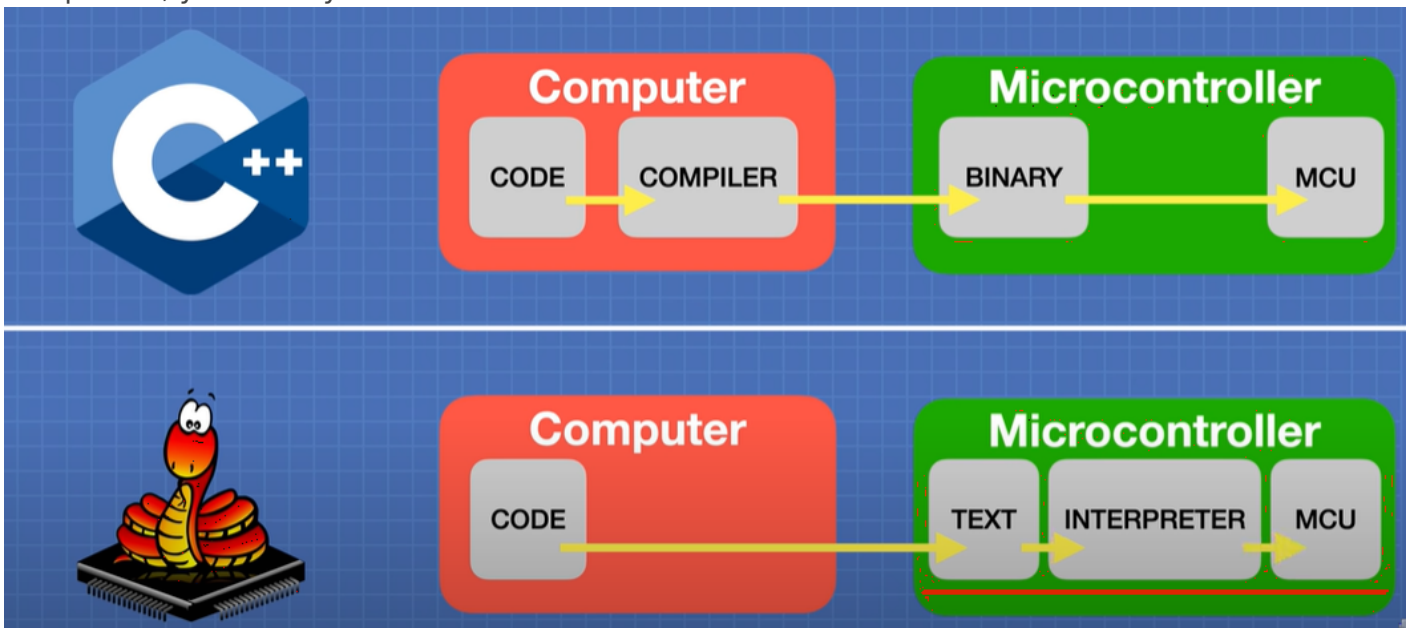 C++
Computer
Microcontroller
CODE
COMPILER
BINARY
MCU
Computer
Microcontroller
CODE
TEXT
INTERPRETER
MCU